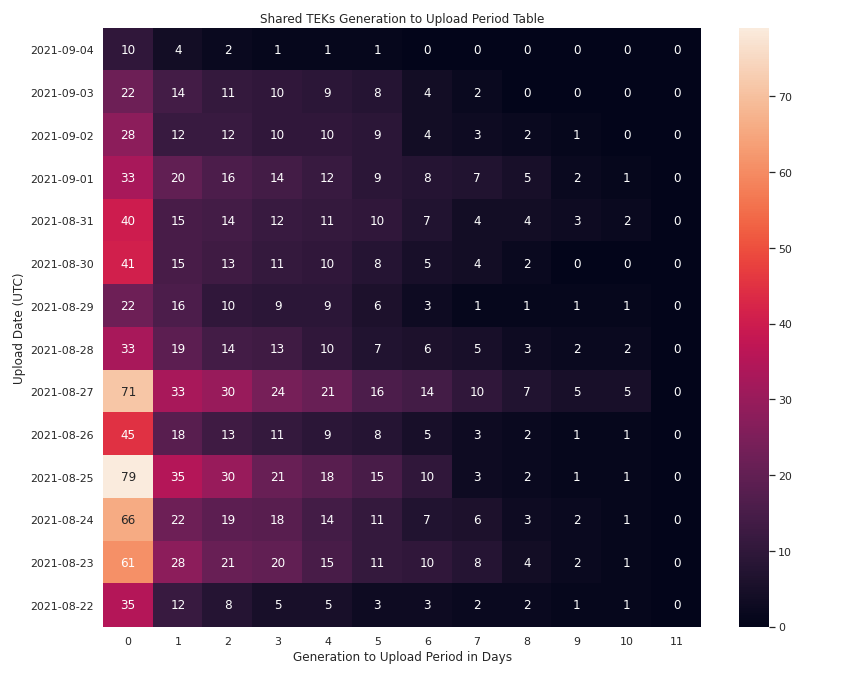 Shared TEKs Generation to Upload Period Table
Upload Date (UTC)
2021-09-04 10 4 2 1 1 1 0 0 0 0 0 0
2021-09-03 22 14 11 10 9 8 4 2 0 0 0 0
2021-09-02 28 12 12 10 10 9 4 3 2 1 0 0
2021-09-01 33 20 16 14 12 9 8 7 5 2 1 0
2021-08-31 40 15 14 12 11 10 7 4 4 3 2 0
2021-08-30 41 15 13 11 10 8 5 4 2 0 0 0
2021-08-29 22 16 10 9 9 6 3 1 1 1 1 0
2021-08-28 33 19 14 13 10 7 6 5 3 2 2 0
2021-08-27 71 33 30 24 21 16 14 10 7 5 5 0
2021-08-26 45 18 13 11 9 8 5 3 2 1 1 0
2021-08-25 79 35 30 21 18 15 10 3 2 1 1 0
2021-08-24 66 22 19 18 14 11 7 6 3 2 1 0
2021-08-23 61 28 21 20 15 11 10 8 4 2 1 0
2021-08-22 35 12 8 5 5 3 3 2 2 1 1 0
0 1 2 3 4 5 6 7 8 9 10 11
Generation to Upload Period in Days
70
60
50
40
30
20
10
0